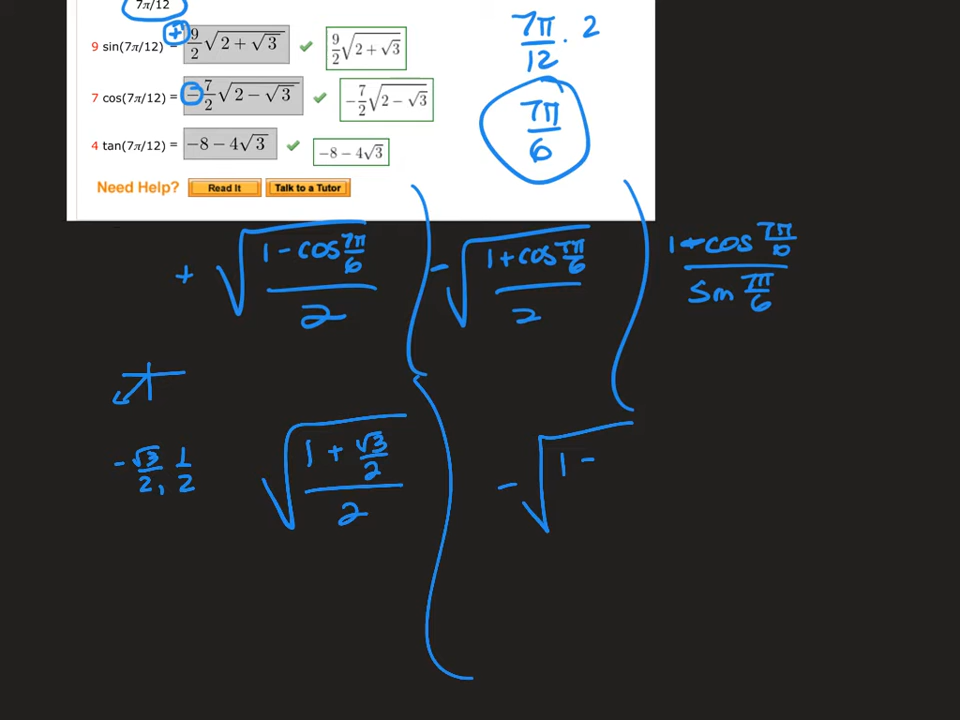 7π/12
9 sin(7π/12) = + 9/2 √(2 + √3) ✓ 9/2 √(2 + √3)
7 cos(7π/12) = −7/2 √(2 − √3) ✓ −7/2 √(2 − √3)
4 tan(7π/12) = −8 − 4√3 ✓ −8 − 4√3
Need Help? Read It Talk to a Tutor
7π/12 · 2
7π/6
+ √((1 - cos 7π/6)/2)
- √((1 + cos 7π/6)/2)
(1 - cos 7π/6)/(sin 7π/6)
-√3/2, 1/2
√((1 + √3/2)/2)
- √(1 -